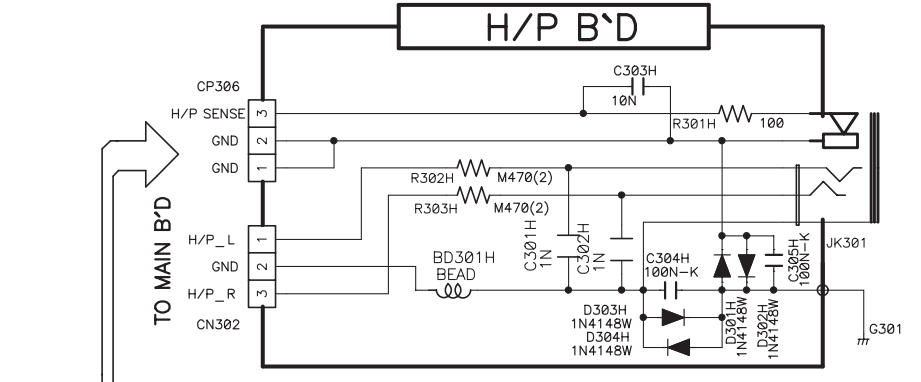 H/P B`D
CP306
H/P SENSE 3
GND 2
GND 1
C303H
10N
R301H 100
R302H M470(2)
R303H M470(2)
TO MAIN B'D
H/P_L 1
GND 2
H/P_R 3
CN302
BD301H
BEAD
C301H
1N
C302H
1N
C304H
100N-K
C305H
100N-K
JK301
D303H
1N4148W
D304H
1N4148W
D301H
1N4148W
D302H
1N4148W
G301